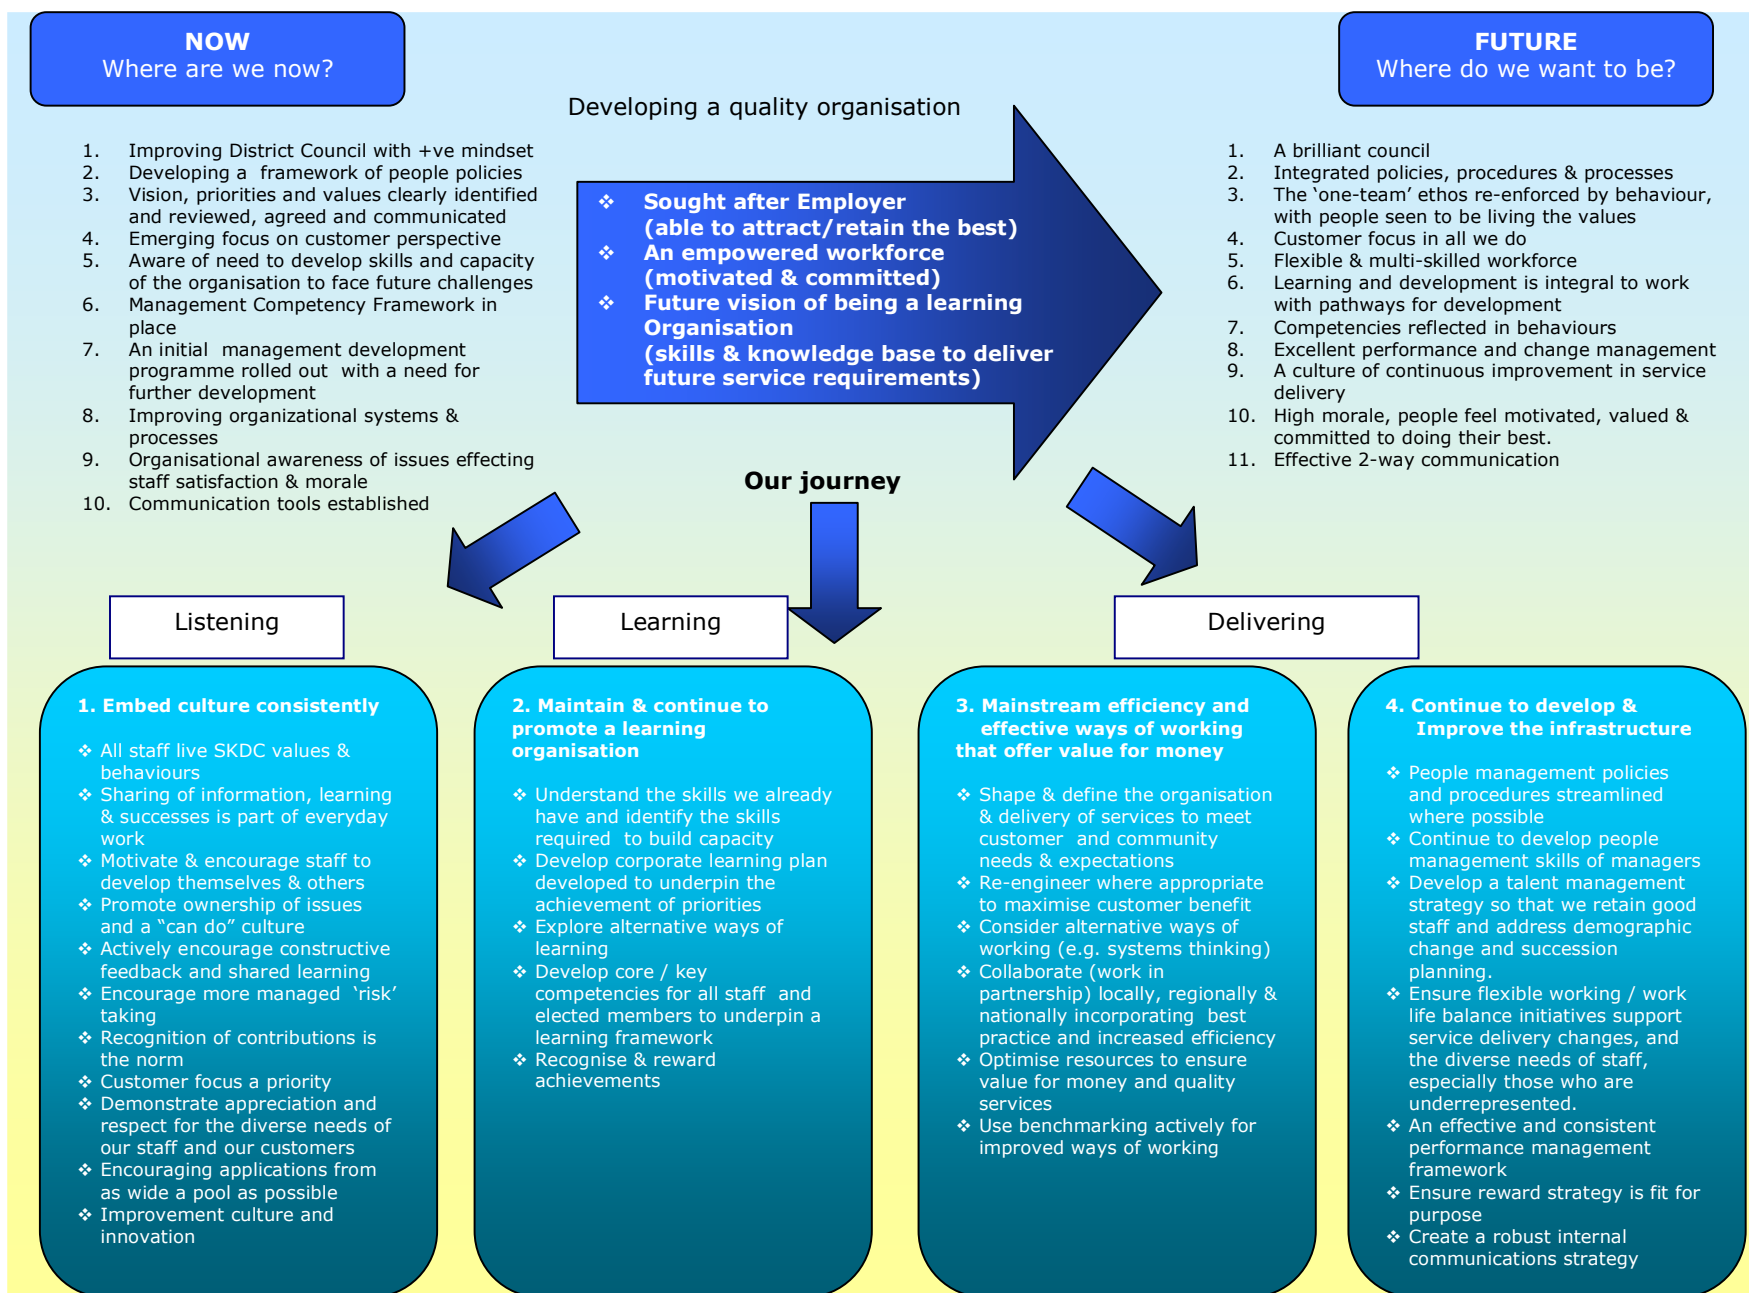 NOW
Where are we now?
FUTURE
Where do we want to be?
Developing a quality organisation
1. Improving District Council with +ve mindset
2. Developing a framework of people policies
3. Vision, priorities and values clearly identified
and reviewed, agreed and communicated
4. Emerging focus on customer perspective
5. Aware of need to develop skills and capacity
of the organisation to face future challenges
6. Management Competency Framework in
place
7. An initial management development
programme rolled out with a need for
further development
8. Improving organizational systems &
processes
9. Organisational awareness of issues effecting
staff satisfaction & morale
10. Communication tools established
❖ Sought after Employer
(able to attract/retain the best)
❖ An empowered workforce
(motivated & committed)
❖ Future vision of being a learning
Organisation
(skills & knowledge base to deliver
future service requirements)
1. A brilliant council
2. Integrated policies, procedures & processes
3. The ‘one-team’ ethos re-enforced by behaviour,
with people seen to be living the values
4. Customer focus in all we do
5. Flexible & multi-skilled workforce
6. Learning and development is integral to work
with pathways for development
7. Competencies reflected in behaviours
8. Excellent performance and change management
9. A culture of continuous improvement in service
delivery
10. High morale, people feel motivated, valued &
committed to doing their best.
11. Effective 2-way communication
Our journey
Listening
Learning
Delivering
1. Embed culture consistently
❖ All staff live SKDC values &
behaviours
❖ Sharing of information, learning
& successes is part of everyday
work
❖ Motivate & encourage staff to
develop themselves & others
❖ Promote ownership of issues
and a “can do” culture
❖ Actively encourage constructive
feedback and shared learning
❖ Encourage more managed ‘risk’
taking
❖ Recognition of contributions is
the norm
❖ Customer focus a priority
❖ Demonstrate appreciation and
respect for the diverse needs of
our staff and our customers
❖ Encouraging applications from
as wide a pool as possible
❖ Improvement culture and
innovation
2. Maintain & continue to
promote a learning
organisation
❖ Understand the skills we already
have and identify the skills
required to build capacity
❖ Develop corporate learning plan
developed to underpin the
achievement of priorities
❖ Explore alternative ways of
learning
❖ Develop core / key
competencies for all staff and
elected members to underpin a
learning framework
❖ Recognise & reward
achievements
3. Mainstream efficiency and
effective ways of working
that offer value for money
❖ Shape & define the organisation
& delivery of services to meet
customer and community
needs & expectations
❖ Re-engineer where appropriate
to maximise customer benefit
❖ Consider alternative ways of
working (e.g. systems thinking)
❖ Collaborate (work in
partnership) locally, regionally &
nationally incorporating best
practice and increased efficiency
❖ Optimise resources to ensure
value for money and quality
services
❖ Use benchmarking actively for
improved ways of working
4. Continue to develop &
Improve the infrastructure
❖ People management policies
and procedures streamlined
where possible
❖ Continue to develop people
management skills of managers
❖ Develop a talent management
strategy so that we retain good
staff and address demographic
change and succession
planning.
❖ Ensure flexible working / work
life balance initiatives support
service delivery changes, and
the diverse needs of staff,
especially those who are
underrepresented.
❖ An effective and consistent
performance management
framework
❖ Ensure reward strategy is fit for
purpose
❖ Create a robust internal
communications strategy